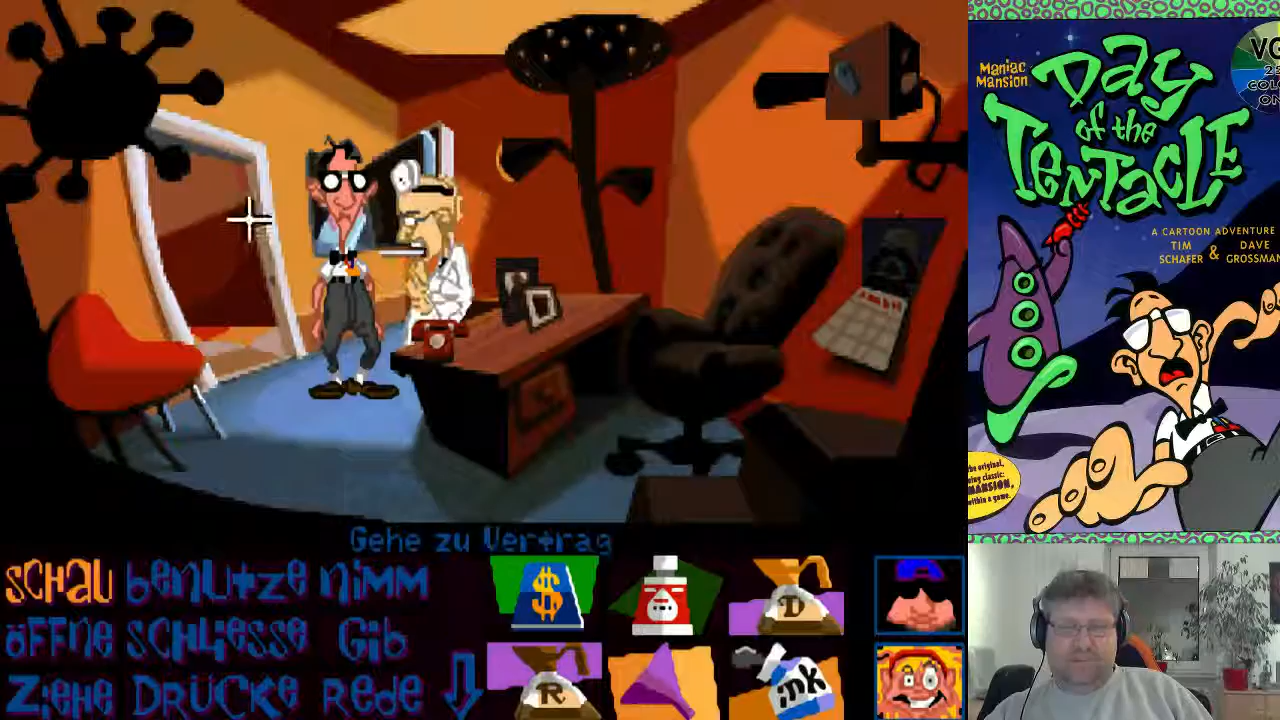 Maniac
Mansion
Day
of the
Tentacle
A CARTOON ADVENTURE
TIM
SCHAFER
&
DAVE
GROSSMAN
Gehe zu Vertrag
Schau benutze nimm
öffne schliesse Gib
Ziehe Drücke Rede
$
D
R
ink